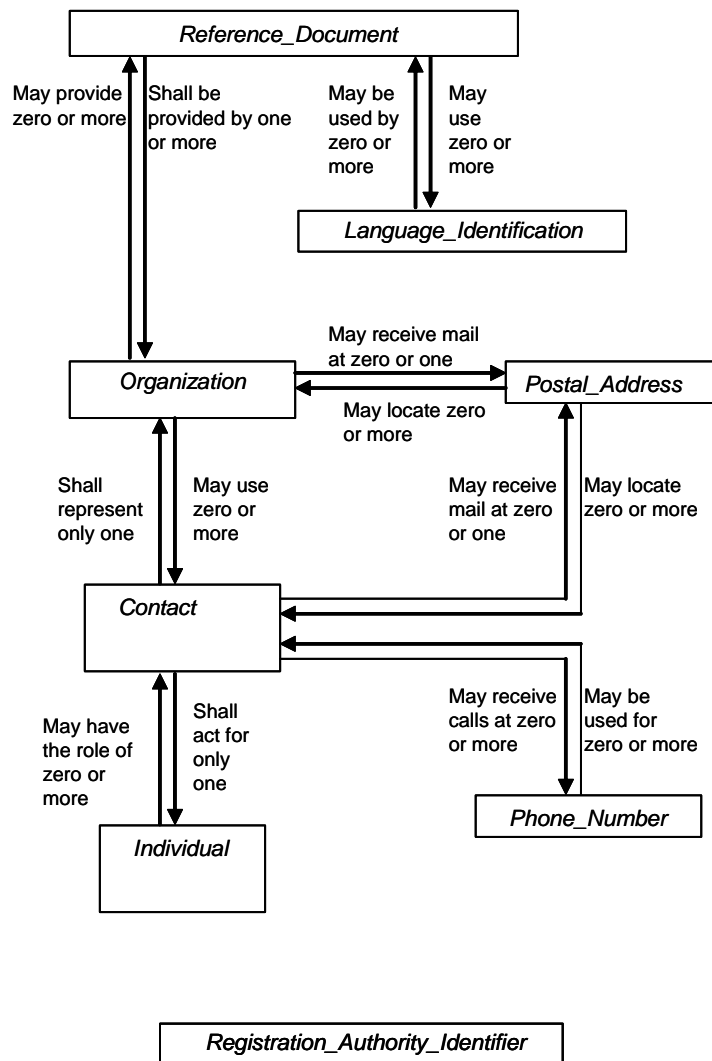 Reference_Document
May provide
zero or more
Shall be
provided by one
or more
May be
used by
zero or
more
May
use
zero or
more
Language_Identification
May receive mail
at zero or one
Organization
Postal_Address
May locate zero
or more
Shall
represent
only one
May use
zero or
more
May receive
mail at zero
or one
May locate
zero or more
Contact
May have
the role of
zero or
more
Shall
act for
only
one
May receive
calls at zero
or more
May be
used for
zero or more
Phone_Number
Individual
Registration_Authority_Identifier